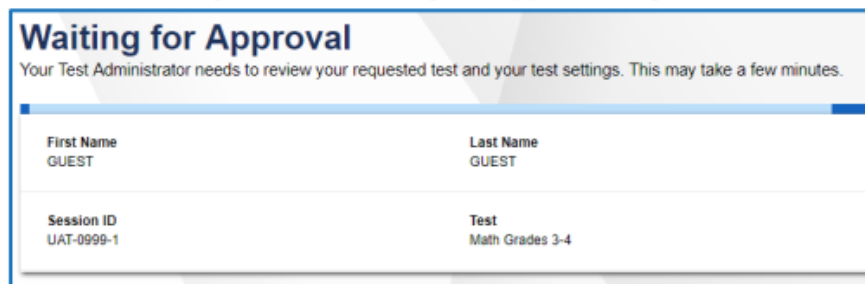 Waiting for Approval
Your Test Administrator needs to review your requested test and your test settings. This may take a few minutes.
First Name
GUEST
Last Name
GUEST
Session ID
UAT-0999-1
Test
Math Grades 3-4